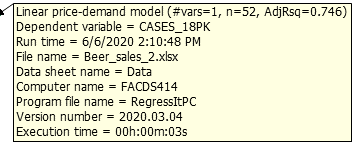 Linear price-demand model (#vars=1, n=52, AdjRsq=0.746)
Dependent variable = CASES_18PK
Run time = 6/6/2020 2:10:48 PM
File name = Beer_sales_2.xlsx
Data sheet name = Data
Computer name = FACDS414
Program file name = RegressItPC
Version number = 2020.03.04
Execution time = 00h:00m:03s